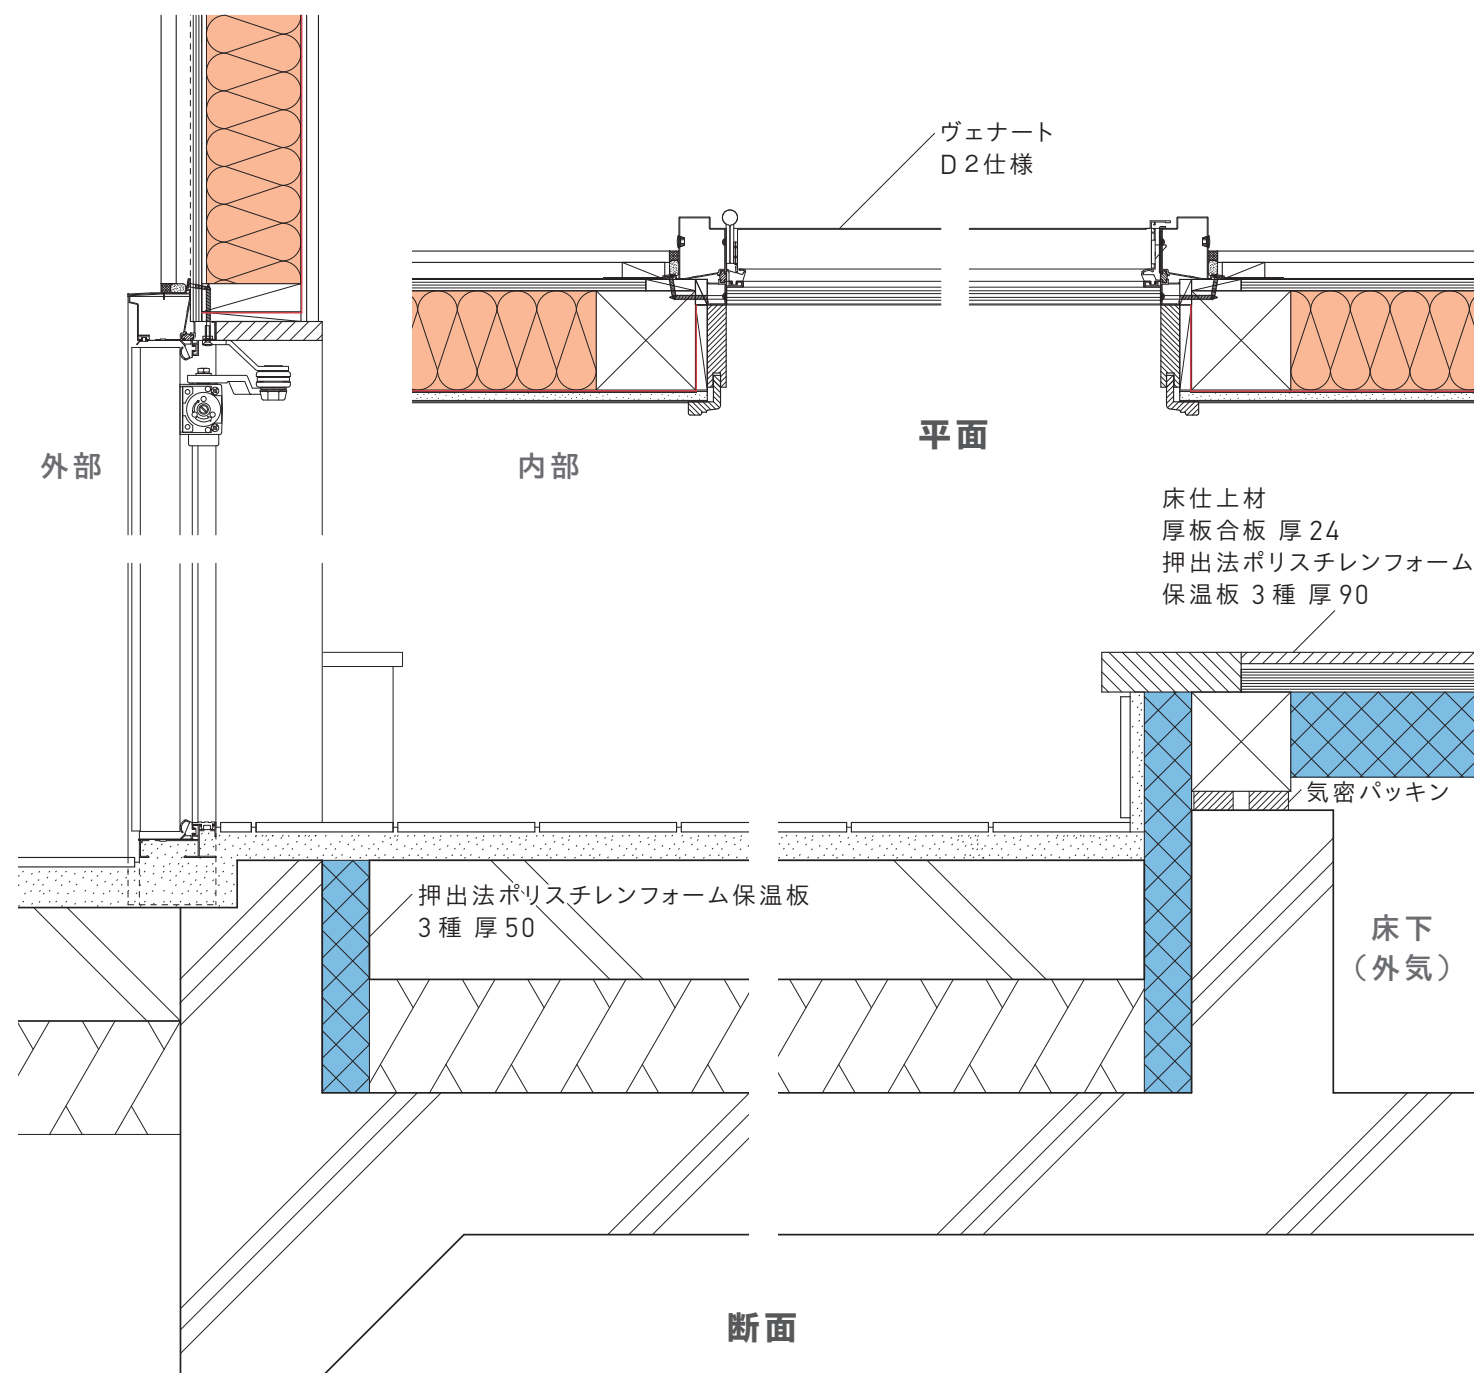 ヴェナート
D2仕様
平面
外部
内部
床仕上材
厚板合板 厚24
押出法ポリスチレンフォーム
保温板 3種 厚90
気密パッキン
押出法ポリスチレンフォーム保温板
3種 厚50
床下
（外気）
断面